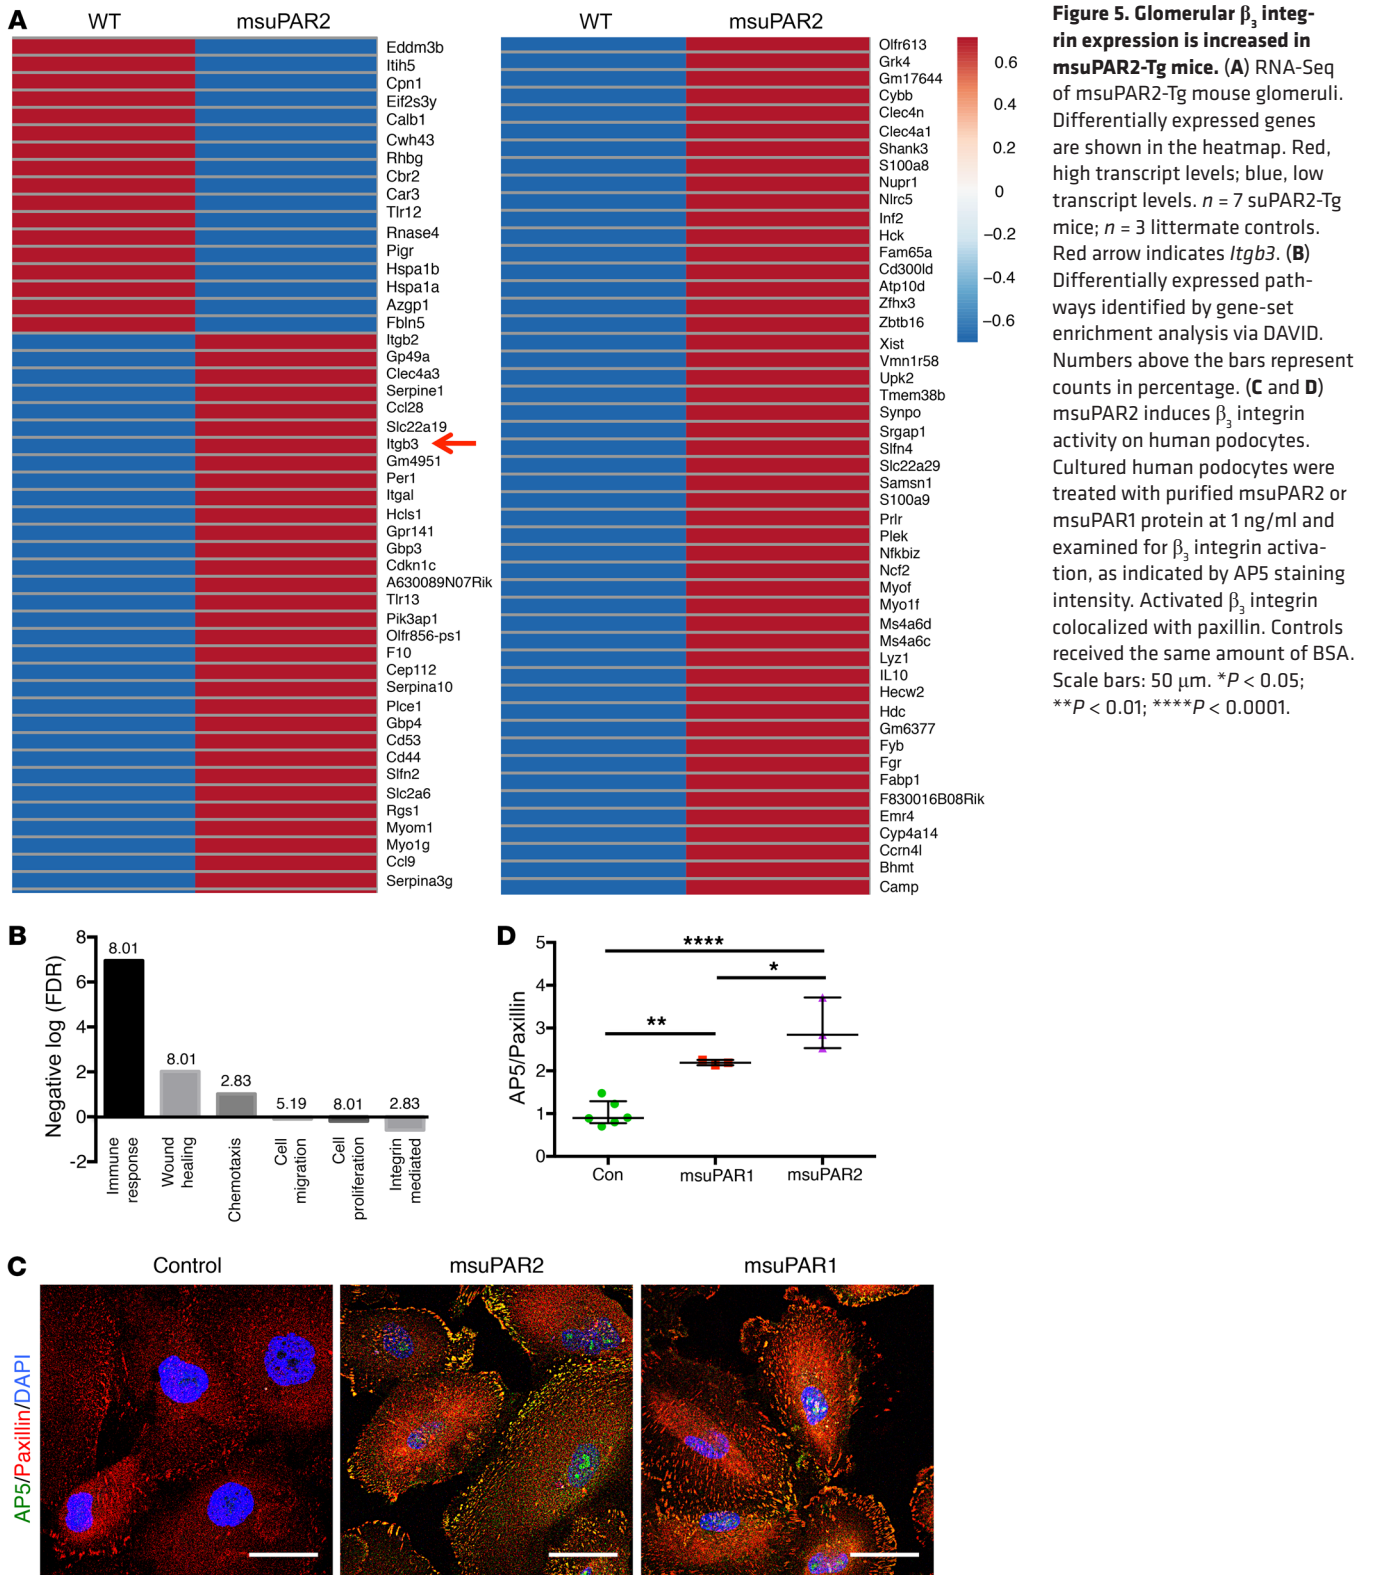 A
WT
msuPAR2
Eddm3b
Itih5
Cpn1
Eif2s3y
Calb1
Cwh43
Rhbg
Cbr2
Car3
Tlr12
Rnase4
Pigr
Hspa1b
Hspa1a
Azgp1
Fbln5
Itgb2
Gp49a
Clec4a3
Serpine1
Ccl28
Slc22a19
Itgb3
Gm4951
Per1
Itgal
Hcls1
Gpr141
Gbp3
Cdkn1c
A630089N07Rik
Tlr13
Pik3ap1
Olfr856-ps1
F10
Cep112
Serpina10
Plce1
Gbp4
Cd53
Cd44
Slfn2
Slc2a6
Rgs1
Myom1
Myo1g
Ccl9
Serpina3g
WT
msuPAR2
Olfr613
Grk4
Gm17644
Cybb
Clec4n
Clec4a1
Shank3
S100a8
Nupr1
Nlrc5
Inf2
Hck
Fam65a
Cd300ld
Atp10d
Zfhx3
Zbtb16
Xist
Vmn1r58
Upk2
Tmem38b
Synpo
Srgap1
Slfn4
Slc22a29
Samsn1
S100a9
Prlr
Plek
Nfkbiz
Ncf2
Myof
Myo1f
Ms4a6d
Ms4a6c
Lyz1
IL10
Hecw2
Hdc
Gm6377
Fyb
Fgr
Fabp1
F830016B08Rik
Emr4
Cyp4a14
Ccrn4l
Bhmt
Camp
0.6
0.4
0.2
0
−0.2
−0.4
−0.6
Figure 5. Glomerular β3 integ-
rin expression is increased in
msuPAR2-Tg mice. (A) RNA-Seq
of msuPAR2-Tg mouse glomeruli.
Differentially expressed genes
are shown in the heatmap. Red,
high transcript levels; blue, low
transcript levels. n = 7 suPAR2-Tg
mice; n = 3 littermate controls.
Red arrow indicates Itgb3. (B)
Differentially expressed path-
ways identified by gene-set
enrichment analysis via DAVID.
Numbers above the bars represent
counts in percentage. (C and D)
msuPAR2 induces β3 integrin
activity on human podocytes.
Cultured human podocytes were
treated with purified msuPAR2 or
msuPAR1 protein at 1 ng/ml and
examined for β3 integrin activa-
tion, as indicated by AP5 staining
intensity. Activated β3 integrin
colocalized with paxillin. Controls
received the same amount of BSA.
Scale bars: 50 μm. *P < 0.05;
**P < 0.01; ****P < 0.0001.
B
Negative log (FDR)
8
6
4
2
0
-2
8.01
8.01
2.83
5.19
8.01
2.83
Immune
response
Wound
healing
Chemotaxis
Cell
migration
Cell
proliferation
Integrin
mediated
D
AP5/Paxillin
5
4
3
2
1
0
****
*
**
Con
msuPAR1
msuPAR2
C
Control
msuPAR2
msuPAR1
AP5/Paxillin/DAPI